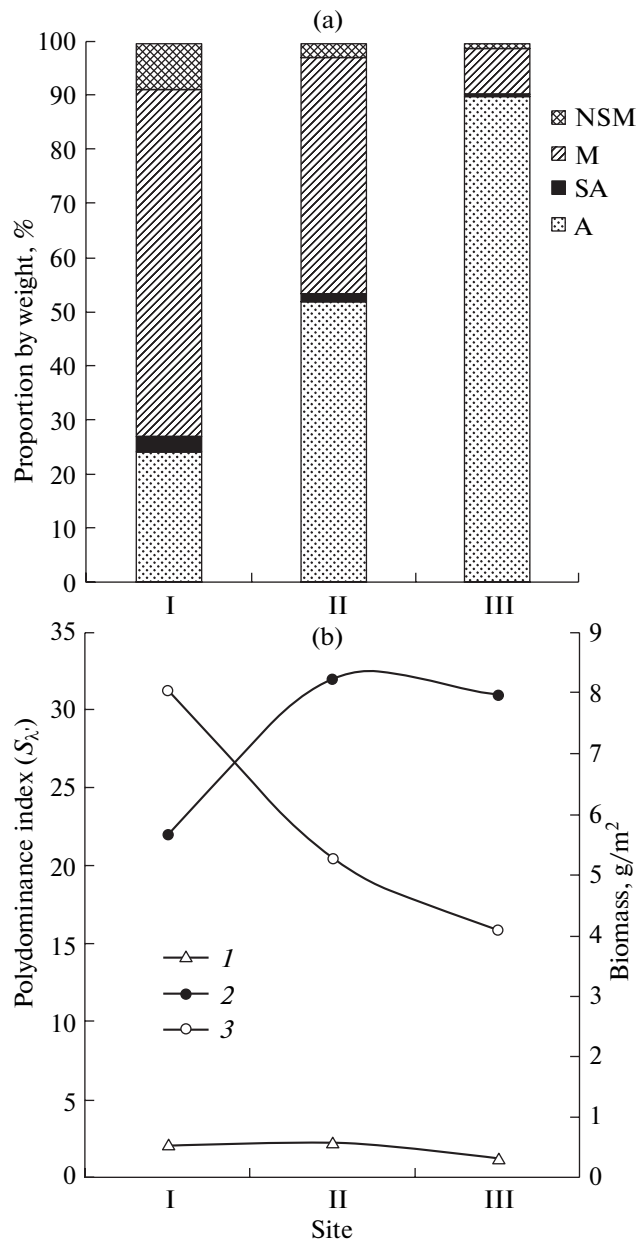 (a)
Proportion by weight, %
100
90
80
70
60
50
40
30
20
10
0
NSM
M
SA
A
I II III
(b)
Polydominance index (Sλ')
35
30
25
20
15
10
5
0
1
2
3
9
8
7
6
5
4
3
2
1
0
Biomass, g/m²
I II III
Site